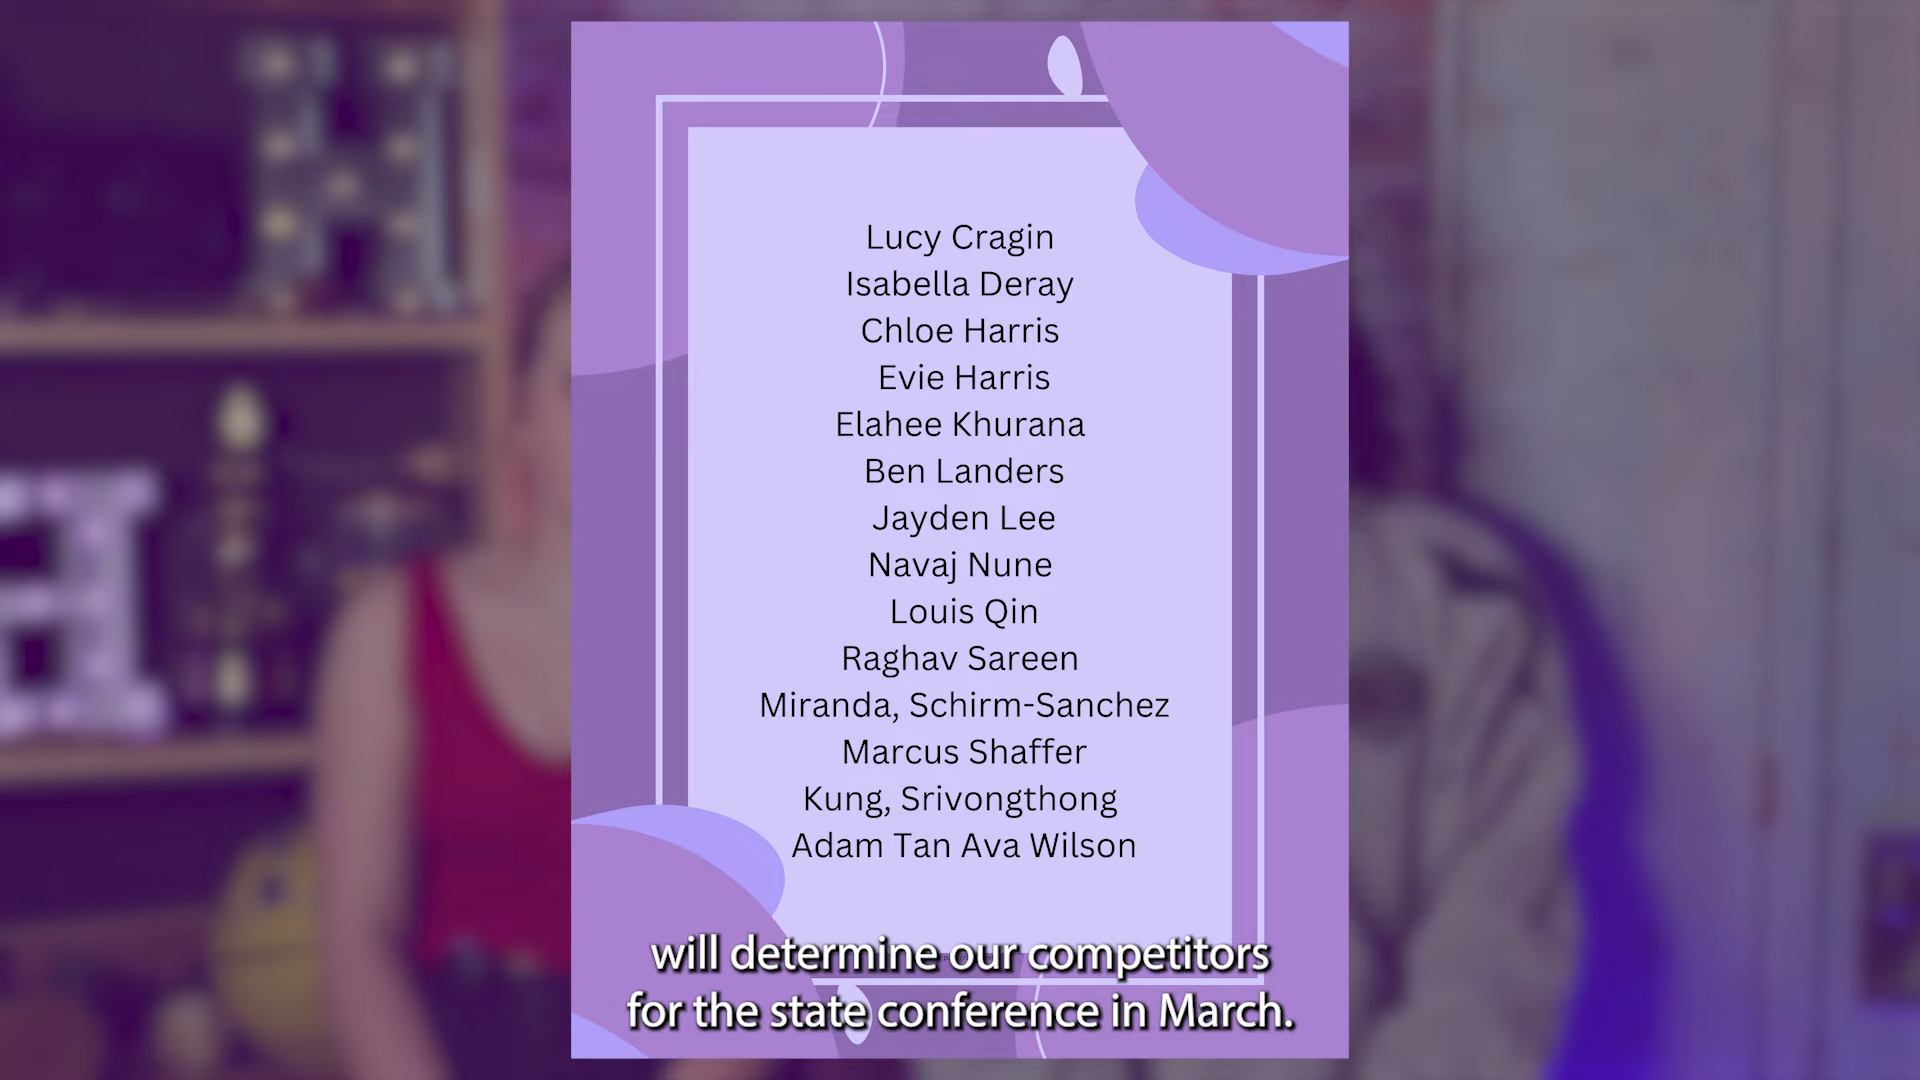 Lucy Cragin
Isabella Deray
Chloe Harris
Evie Harris
Elahee Khurana
Ben Landers
Jayden Lee
Navaj Nune
Louis Qin
Raghav Sareen
Miranda, Schirm-Sanchez
Marcus Shaffer
Kung, Srivongthong
Adam Tan Ava Wilson
will determine our competitors
for the state conference in March.